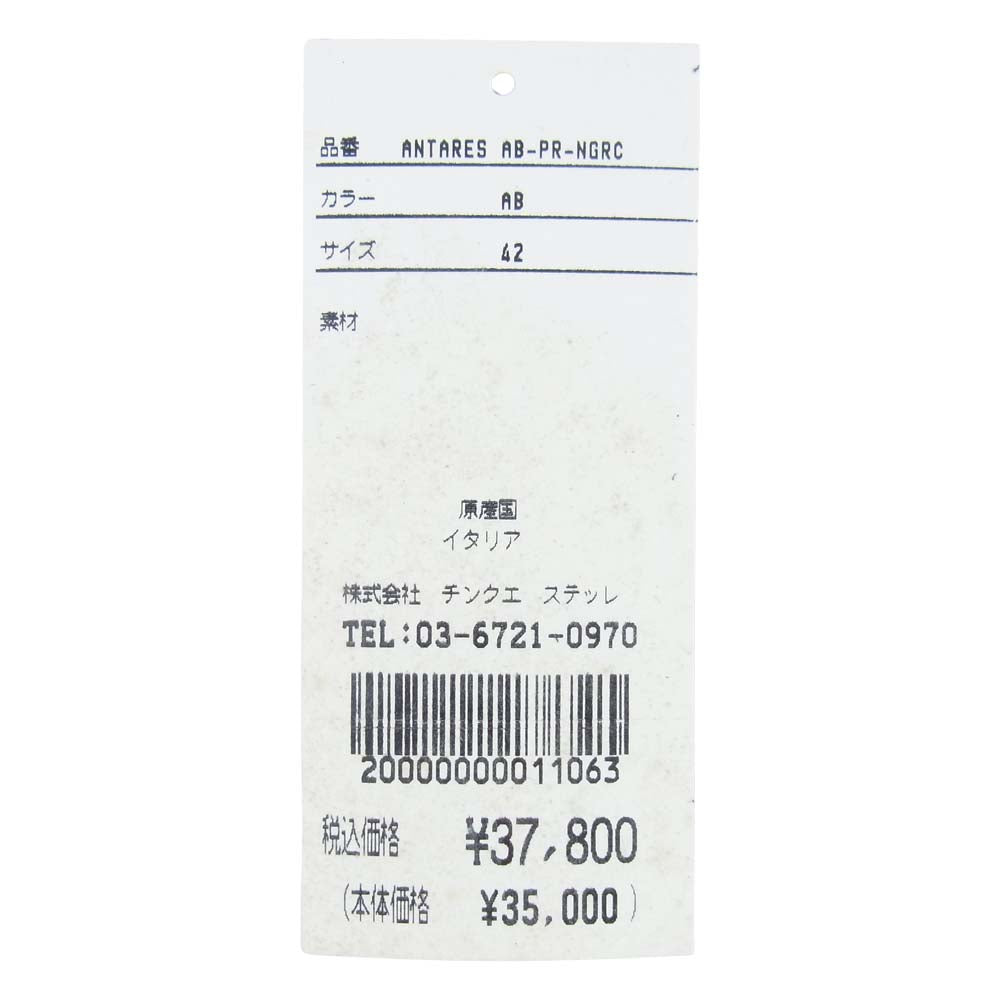 品番 ANTARES AB-PR-NGRC
カラー AB
サイズ 42
素材
原産国
イタリア
株式会社 チンクエ ステッレ
TEL:03-6721-0970
20000000011063
税込価格 ¥37,800
(本体価格 ¥35,000)